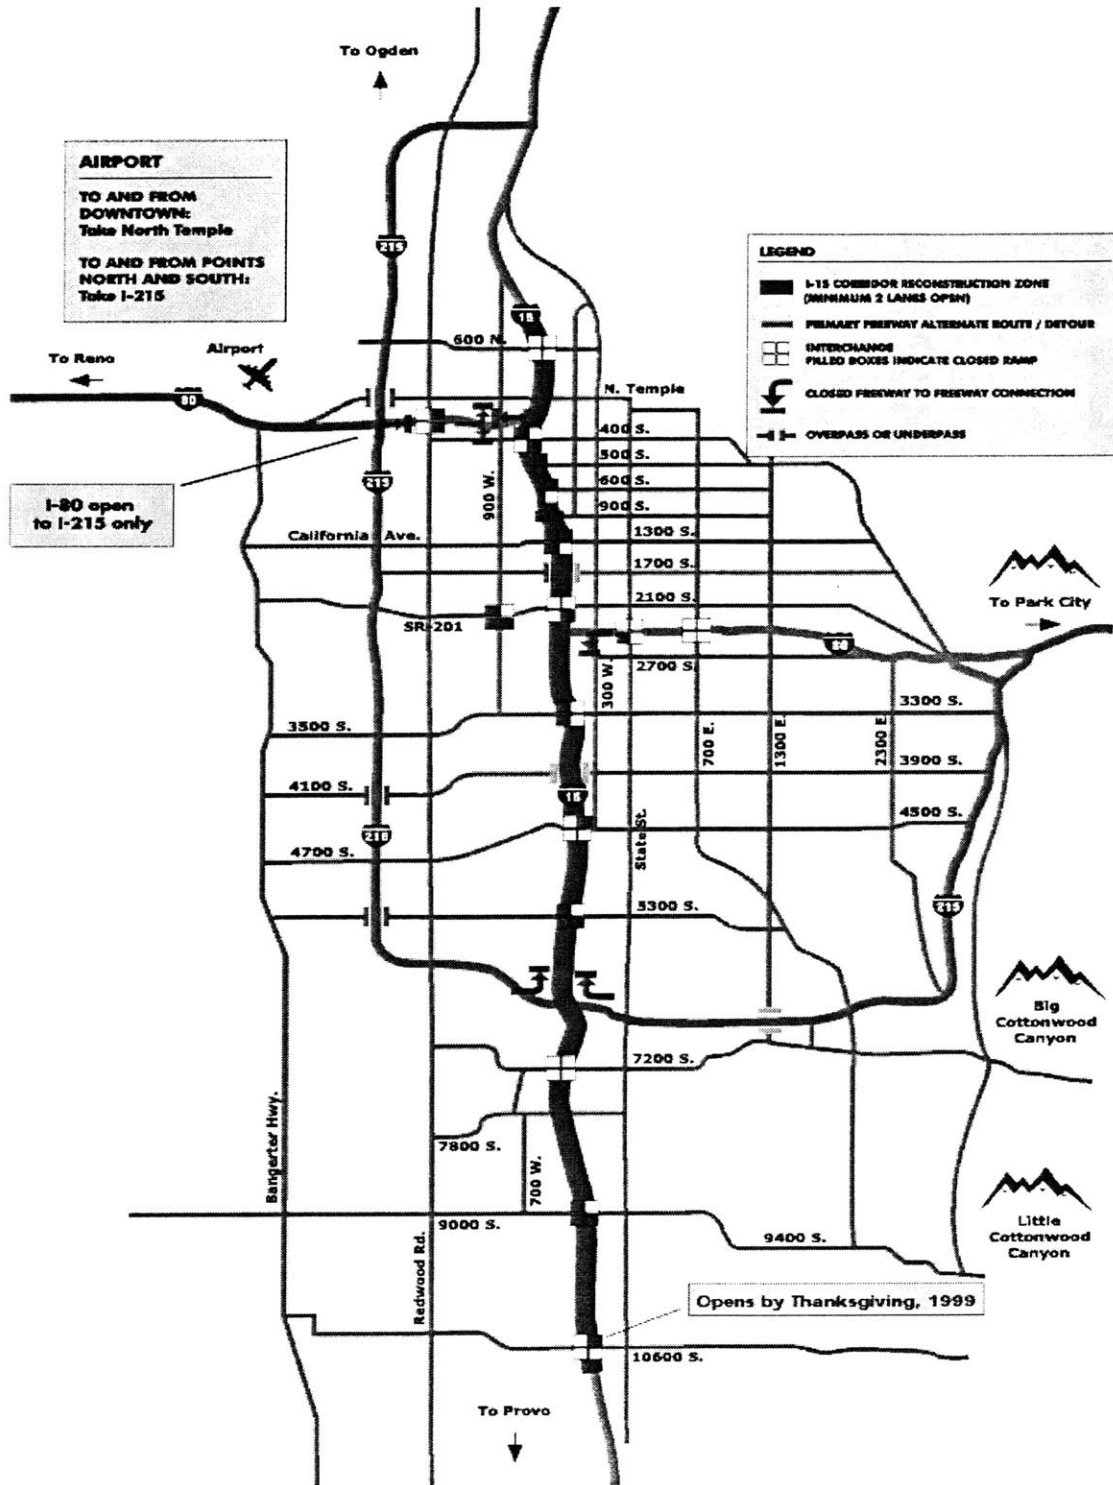 To Ogden
AIRPORT
TO AND FROM
DOWNTOWN:
Take North Temple
TO AND FROM POINTS
NORTH AND SOUTH:
Take I-215
215
LEGEND
I-15 CORRIDOR RECONSTRUCTION ZONE
(MINIMUM 2 LANES OPEN)
PRIMARY FREEWAY ALTERNATE ROUTE / DETOUR
INTERCHANGE
FILLED BOXES INDICATE CLOSED RAMP
CLOSED FREEWAY TO FREEWAY CONNECTION
OVERPASS OR UNDERPASS
15
600 N.
To Reno
Airport
80
N. Temple
400 S.
500 S.
600 S.
900 S.
900 W.
215
I-80 open
to I-215 only
California Ave.
1300 S.
1700 S.
2100 S.
To Park City
SR-201
80
2700 S.
300 W.
3300 S.
3500 S.
700 E.
1300 E.
2300 E.
3900 S.
4100 S.
15
4500 S.
215
4700 S.
State St.
5300 S.
215
Big
Cottonwood
Canyon
7200 S.
7800 S.
700 W.
Bangerter Hwy.
9000 S.
9400 S.
Little
Cottonwood
Canyon
Redwood Rd.
Opens by Thanksgiving, 1999
10600 S.
To Provo